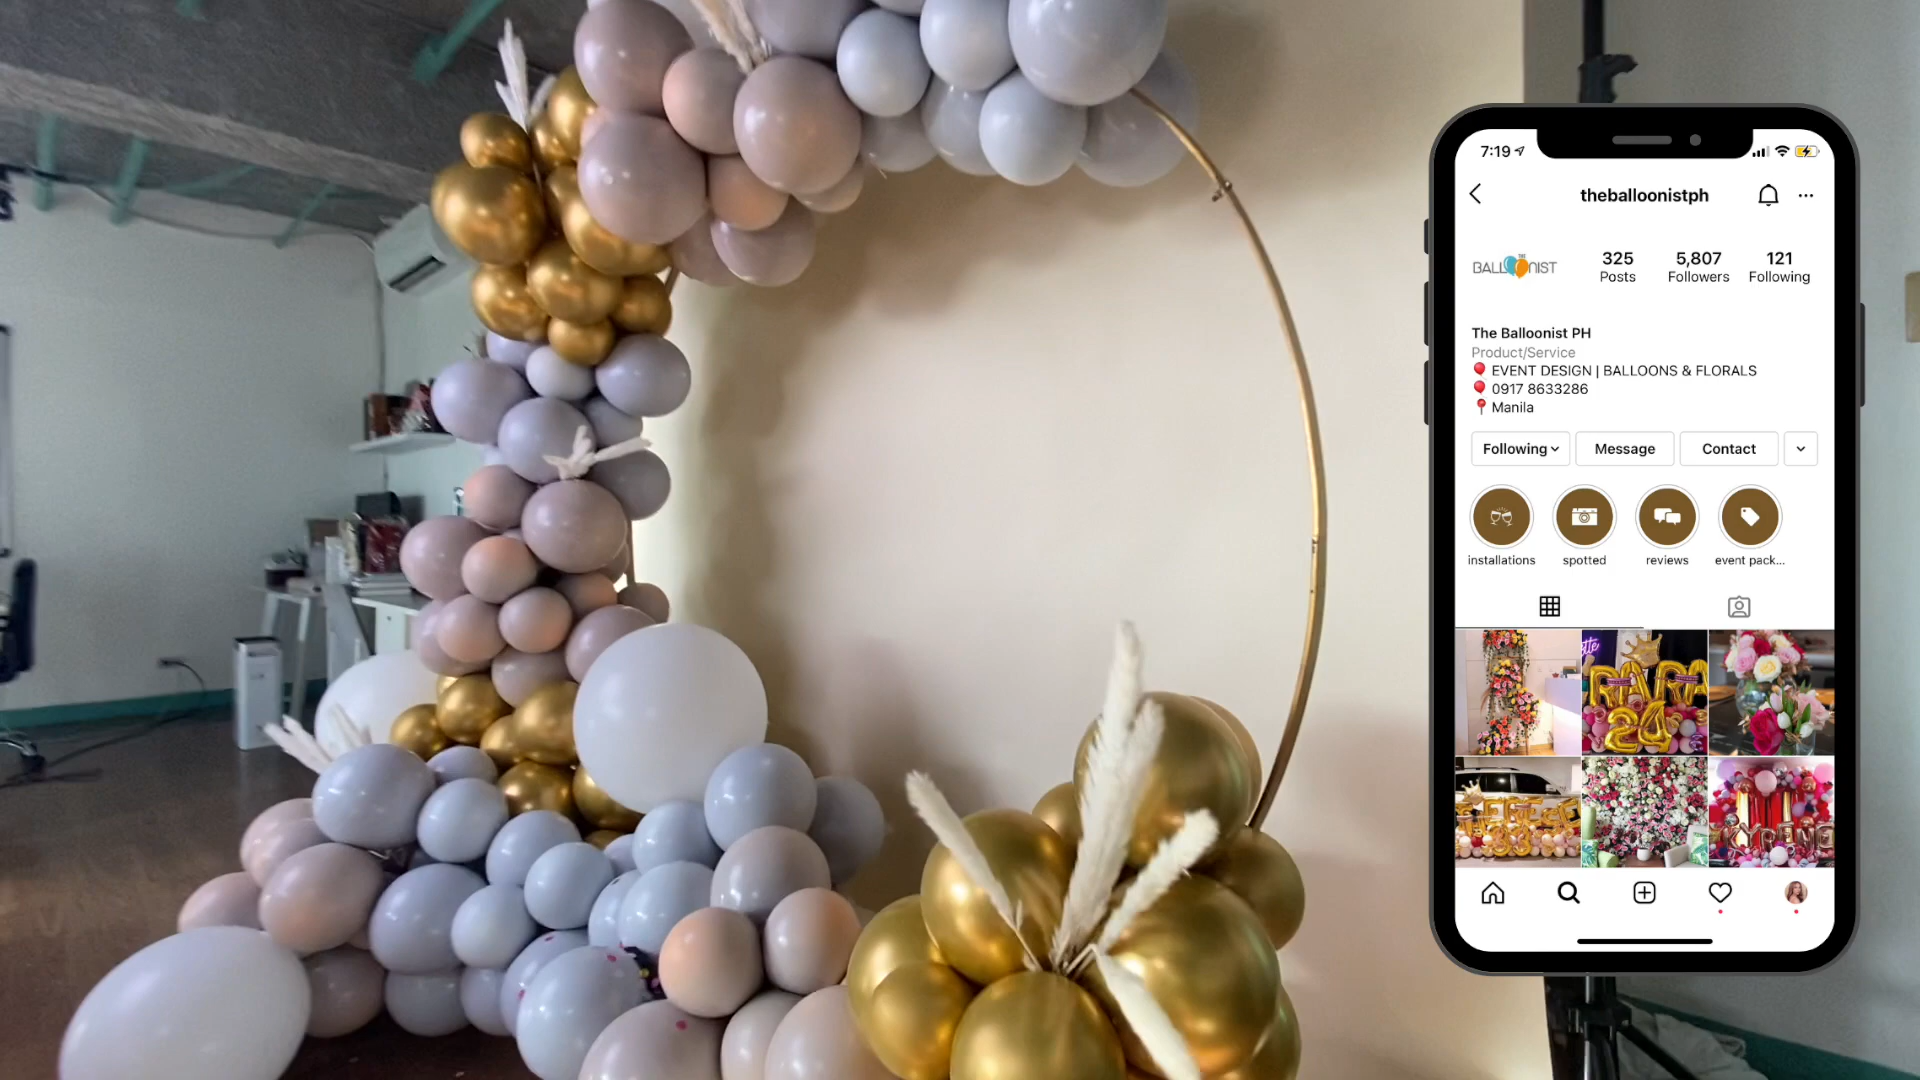 7:19
theballoonistph
THE
BALLOONIST
325
Posts
5,807
Followers
121
Following
The Balloonist PH
Product/Service
EVENT DESIGN | BALLOONS & FLORALS
0917 8633286
Manila
Following
Message
Contact
installations
spotted
reviews
event pack...
RARA
24